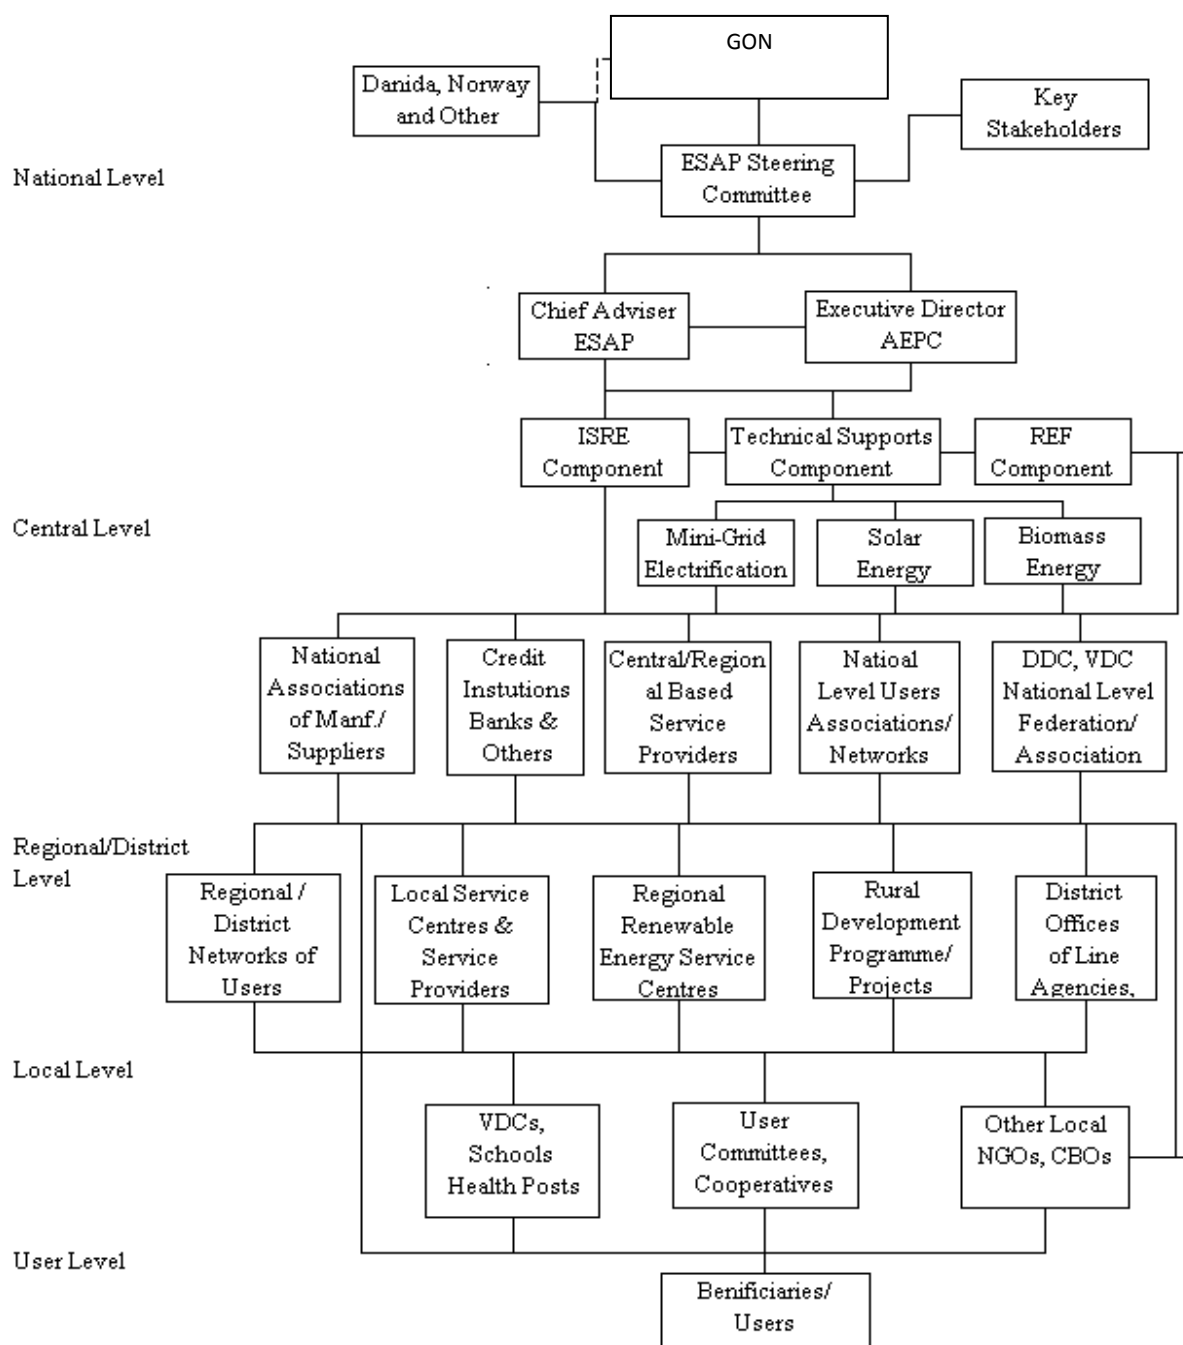 GON
Danida, Norway
and Other
Key
Stakeholders
ESAP Steering
Committee
National Level
Chief Adviser
ESAP
Executive Director
AEPC
ISRE
Component
Technical Supports
Component
REF
Component
Central Level
Mini-Grid
Electrification
Solar
Energy
Biomass
Energy
National
Associations
of Manf./
Suppliers
Credit
Instutions
Banks &
Others
Central/Region
al Based
Service
Providers
Natioal
Level Users
Associations/
Networks
DDC, VDC
National Level
Federation/
Association
Regional/District
Level
Regional /
District
Networks of
Users
Local Service
Centres &
Service
Providers
Regional
Renewable
Energy Service
Centres
Rural
Development
Programme/
Projects
District
Offices
of Line
Agencies,
Local Level
VDCs,
Schools
Health Posts
User
Committees,
Cooperatives
Other Local
NGOs, CBOs
User Level
Benificiaries/
Users